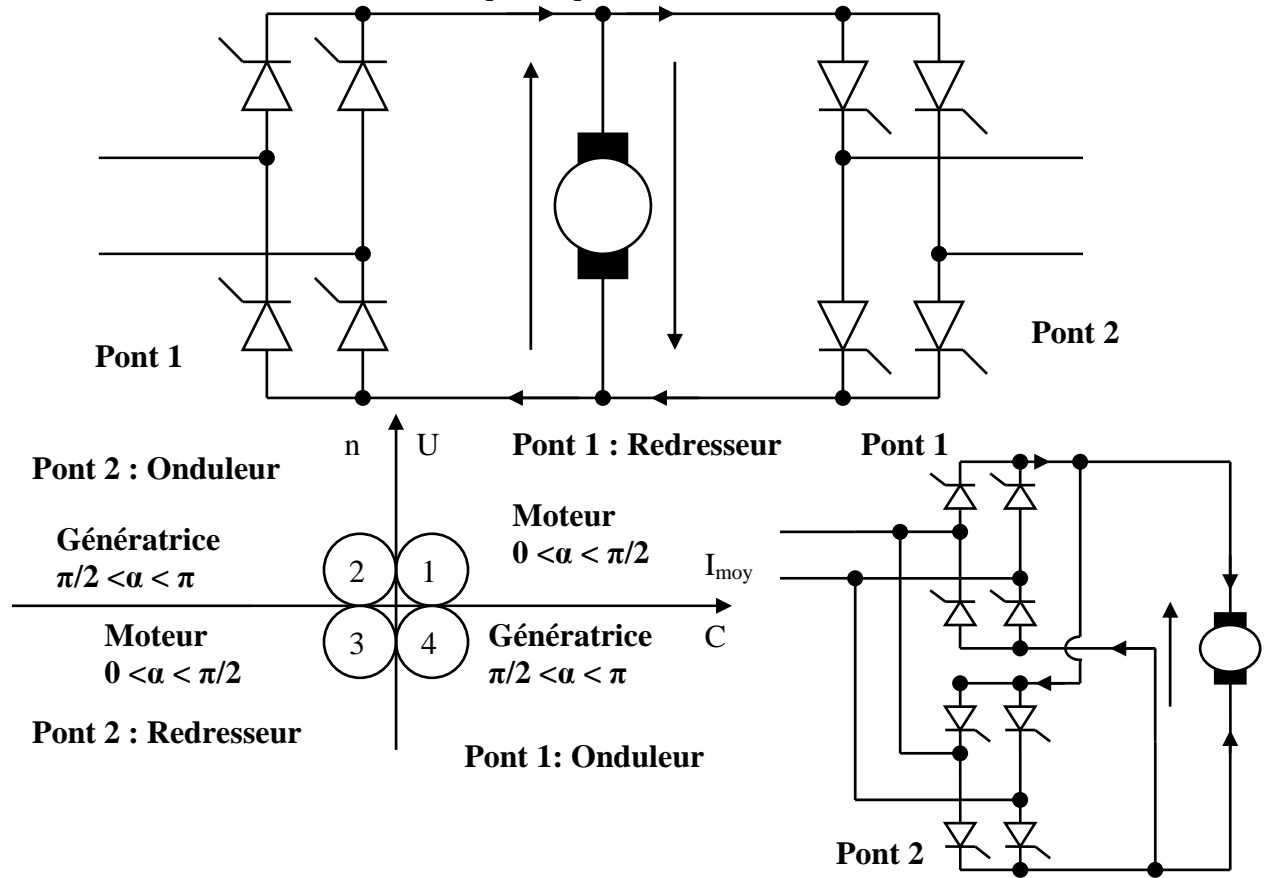 Pont 1
Pont 2
n U
Pont 1 : Redresseur
Pont 1
Pont 2 : Onduleur
Moteur
0 <α < π/2
Génératrice
π/2 <α < π
2 1
I_moy
3 4
C
Moteur
0 <α < π/2
Génératrice
π/2 <α < π
Pont 2 : Redresseur
Pont 1: Onduleur
Pont 2